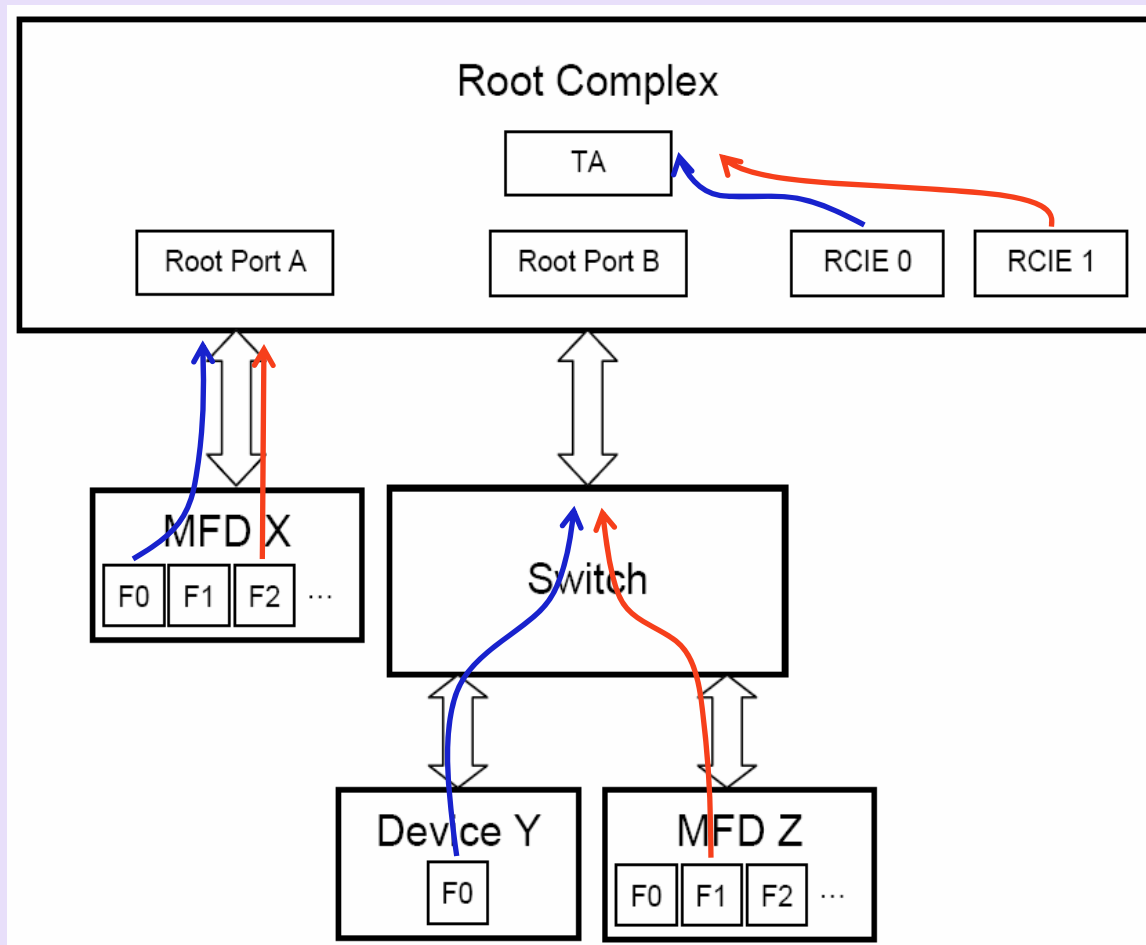 Root Complex
TA
Root Port A
Root Port B
RCIE 0
RCIE 1
MFD X
F0 F1 F2 ...
Switch
Device Y
F0
MFD Z
F0 F1 F2 ...